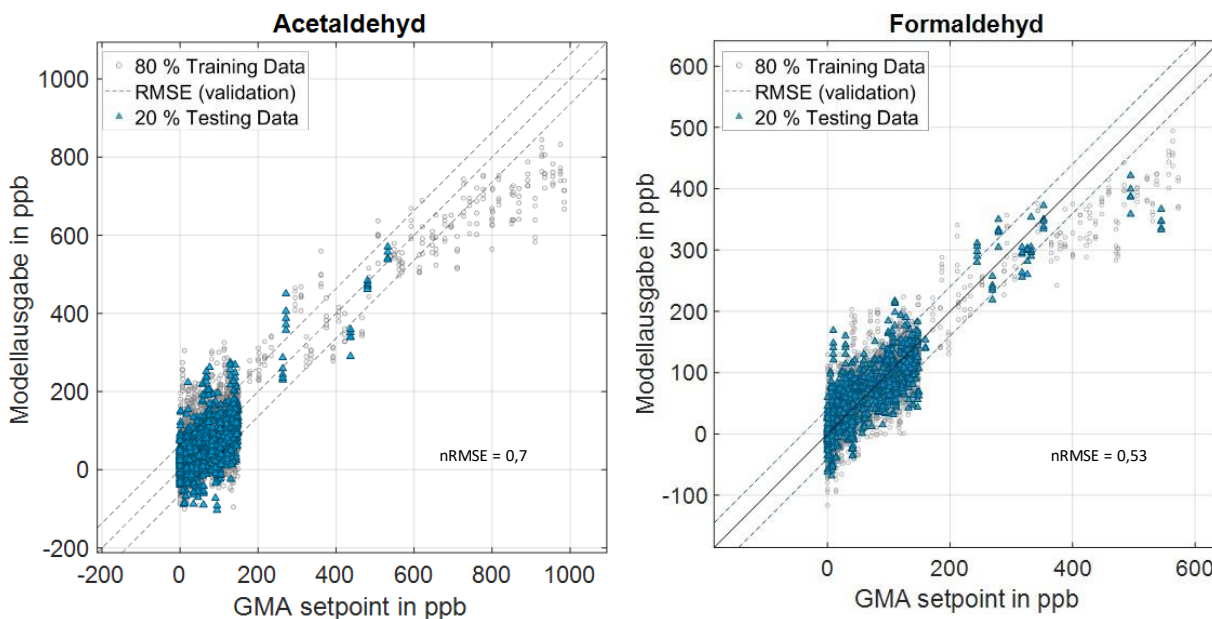 Acetaldehyd
80 % Training Data
RMSE (validation)
20 % Testing Data
1000
800
600
400
200
0
-200
Modellausgabe in ppb
nRMSE = 0,7
-200 0 200 400 600 800 1000
GMA setpoint in ppb
Formaldehyd
80 % Training Data
RMSE (validation)
20 % Testing Data
600
500
400
300
200
100
0
-100
Modellausgabe in ppb
nRMSE = 0,53
0 200 400 600
GMA setpoint in ppb